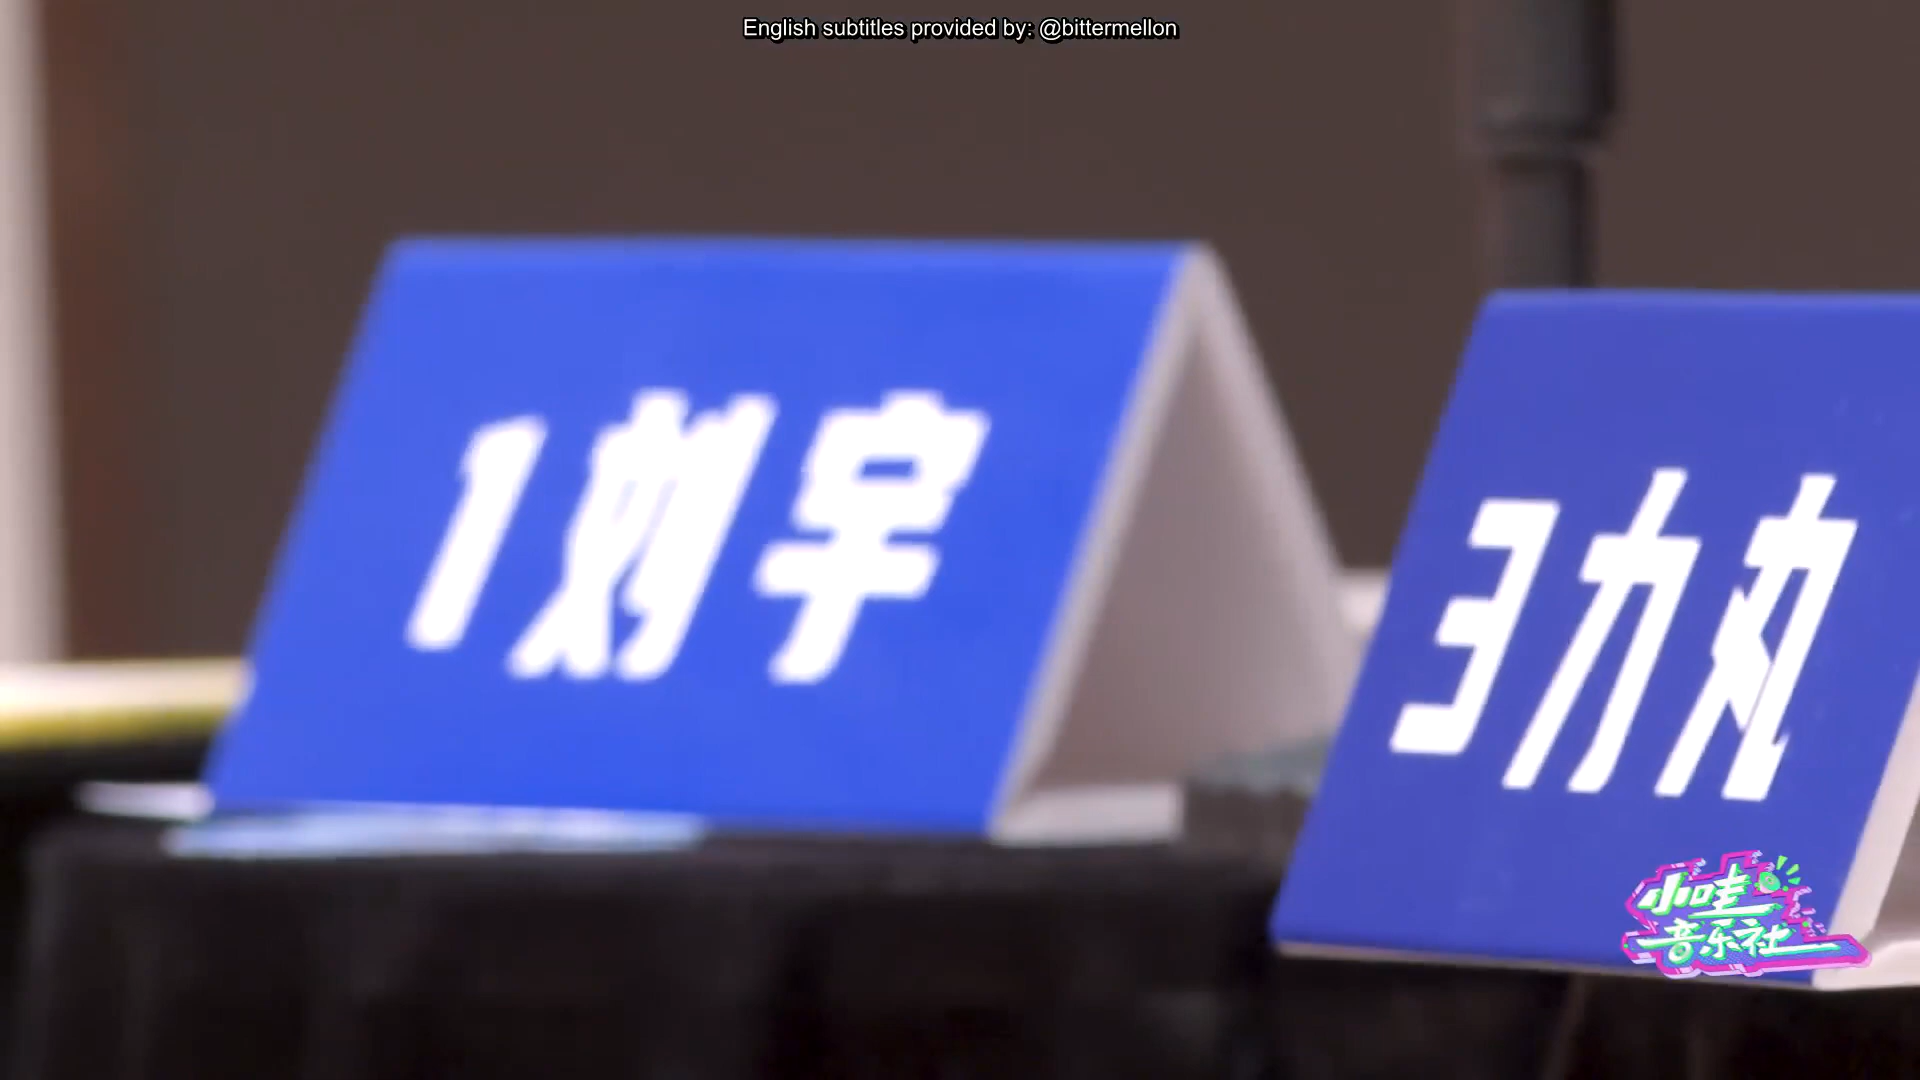 English subtitles provided by: @bittermellon
1 刘宇
3 力丸
小哇
音乐社